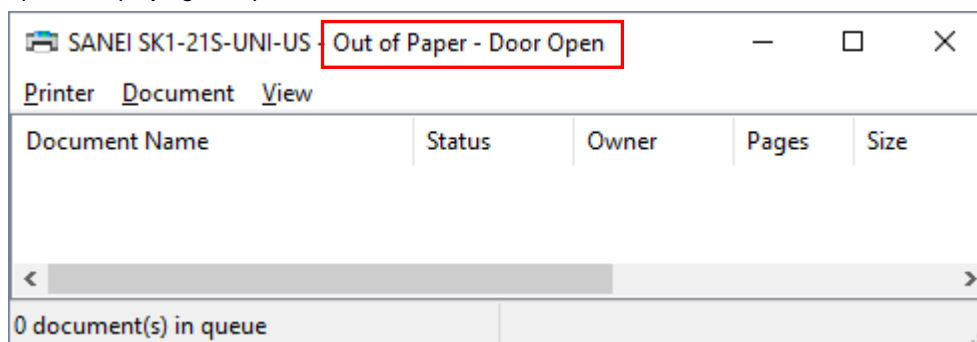 SANEI SK1-21S-UNI-US - Out of Paper - Door Open
Printer Document View
Document Name Status Owner Pages Size
0 document(s) in queue